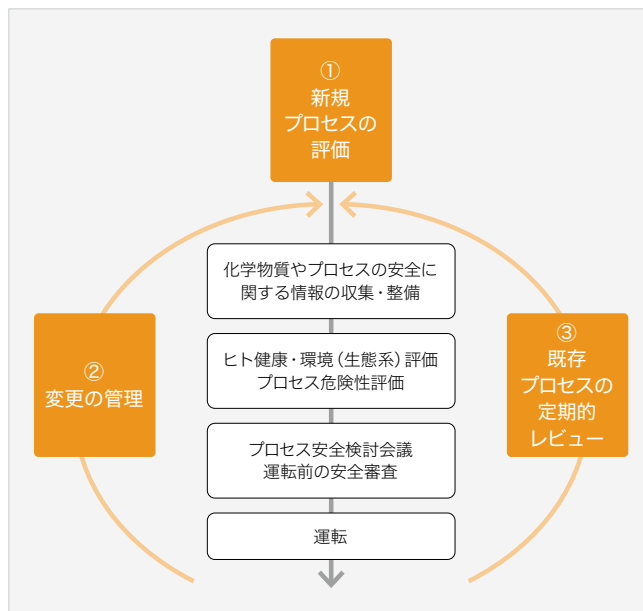 ①
新規
プロセスの
評価
化学物質やプロセスの安全に
関する情報の収集・整備
ヒト健康・環境（生態系）評価
プロセス危険性評価
プロセス安全検討会議
運転前の安全審査
運転
②
変更の管理
③
既存
プロセスの
定期的
レビュー